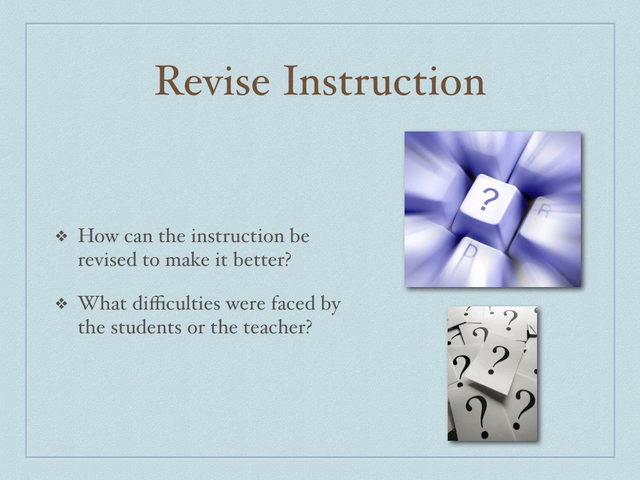 Revise Instruction
❖ How can the instruction be
revised to make it better?
❖ What difficulties were faced by
the students or the teacher?
?
D
?
?
?
?
?
?
?